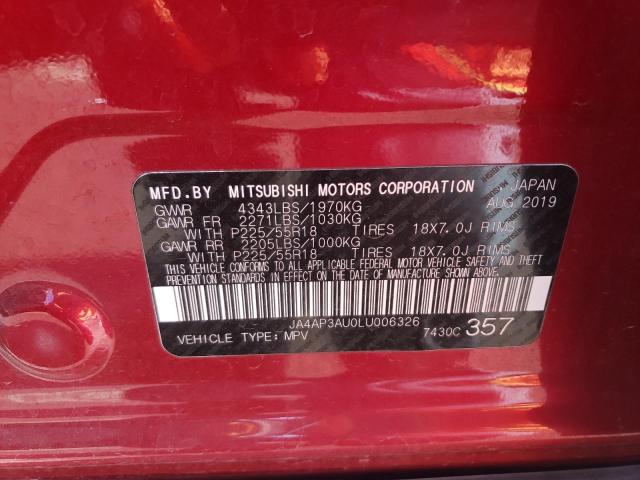 MFD.BY MITSUBISHI MOTORS CORPORATION JAPAN
GVWR 4343LBS/1970KG AUG 2019
GAWR FR 2271LBS/1030KG
WITH P225/55R18 TIRES 18X7.0J RIMS
GAWR RR 2205LBS/1000KG
WITH P225/55R18 TIRES 18X7.0J RIMS
THIS VEHICLE CONFORMS TO ALL APPLICABLE FEDERAL MOTOR VEHICLE SAFETY AND THEFT
PREVENTION STANDARDS IN EFFECT ON THE DATE OF MANUFACTURE SHOWN ABOVE.
JA4AP3AU0LU006326
VEHICLE TYPE: MPV 7430C 357